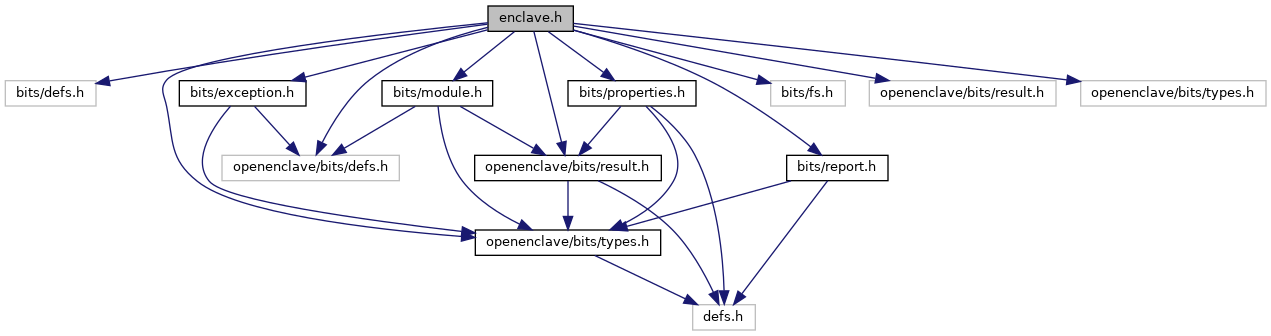 enclave.h
bits/defs.h
bits/exception.h
bits/module.h
bits/properties.h
bits/fs.h
openenclave/bits/result.h
openenclave/bits/types.h
openenclave/bits/defs.h
openenclave/bits/result.h
bits/report.h
openenclave/bits/types.h
defs.h